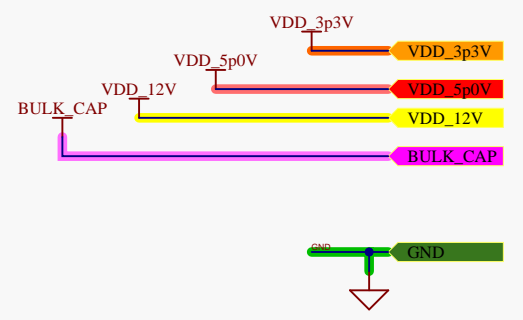 VDD_3p3V
VDD_3p3V
VDD_5p0V
VDD_5p0V
VDD_12V
VDD_12V
BULK_CAP
BULK_CAP
GND
GND